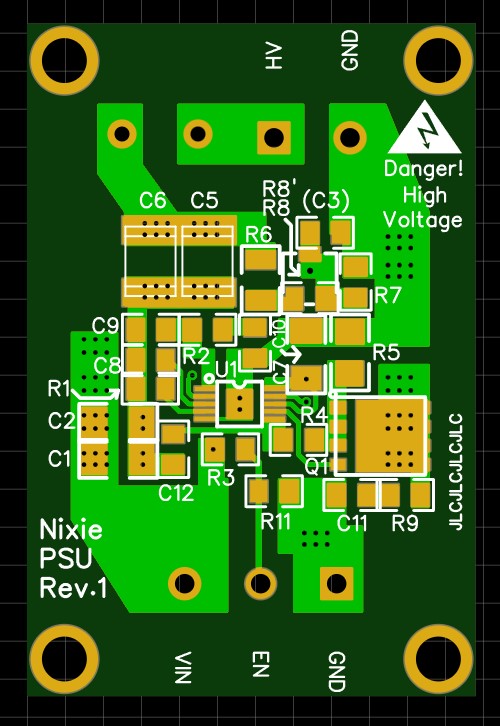 HV
GND
Danger!
High
Voltage
C6
C5
R8'
R8
(C3)
R6
R7
C9
R2
C10
C8
C7
R5
U1
R1
C2
R4
C1
R3
Q1
C12
R11
C11
R9
JLCJLCJLCJLC
Nixie
PSU
Rev.1
VIN
EN
GND